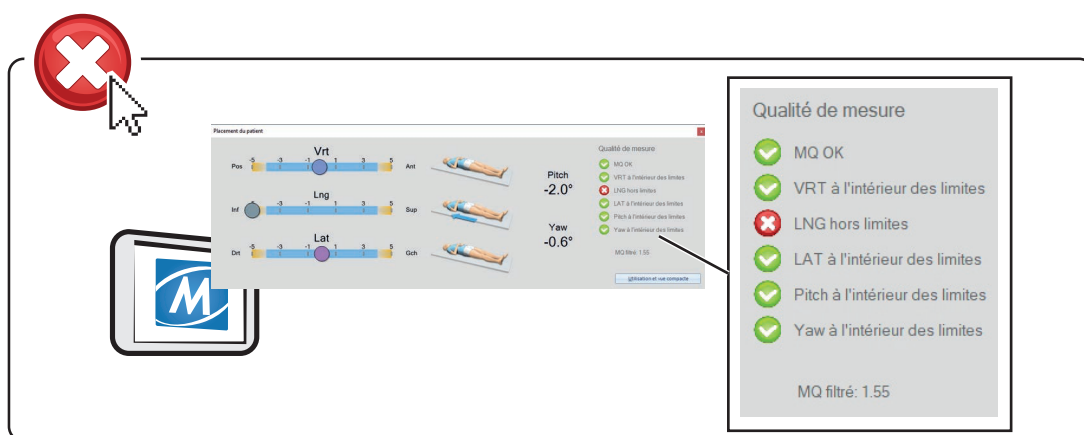 Placement du patient
Vrt
Pos -5 -3 -1 1 3 5 Ant
Lng
Inf -5 -3 -1 1 3 5 Sup
Lat
Drt -5 -3 -1 1 3 5 Gch
Pitch
-2.0°
Yaw
-0.6°
Qualité de mesure
MQ OK
VRT à l'intérieur des limites
LNG hors limites
LAT à l'intérieur des limites
Pitch à l'intérieur des limites
Yaw à l'intérieur des limites
MQ filtré: 1.55
Utilisation et vue compacte
M
Qualité de mesure
MQ OK
VRT à l'intérieur des limites
LNG hors limites
LAT à l'intérieur des limites
Pitch à l'intérieur des limites
Yaw à l'intérieur des limites
MQ filtré: 1.55